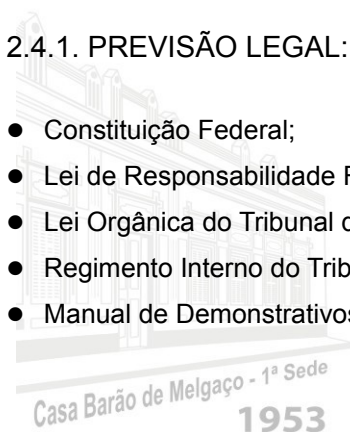 2.4.1. PREVISÃO LEGAL:
● Constituição Federal;
● Lei de Responsabilidade
● Lei Orgânica do Tribunal
● Regimento Interno do
● Manual de Demonstrativos
Casa Barão de Melgaço - 1ª Sede
1953